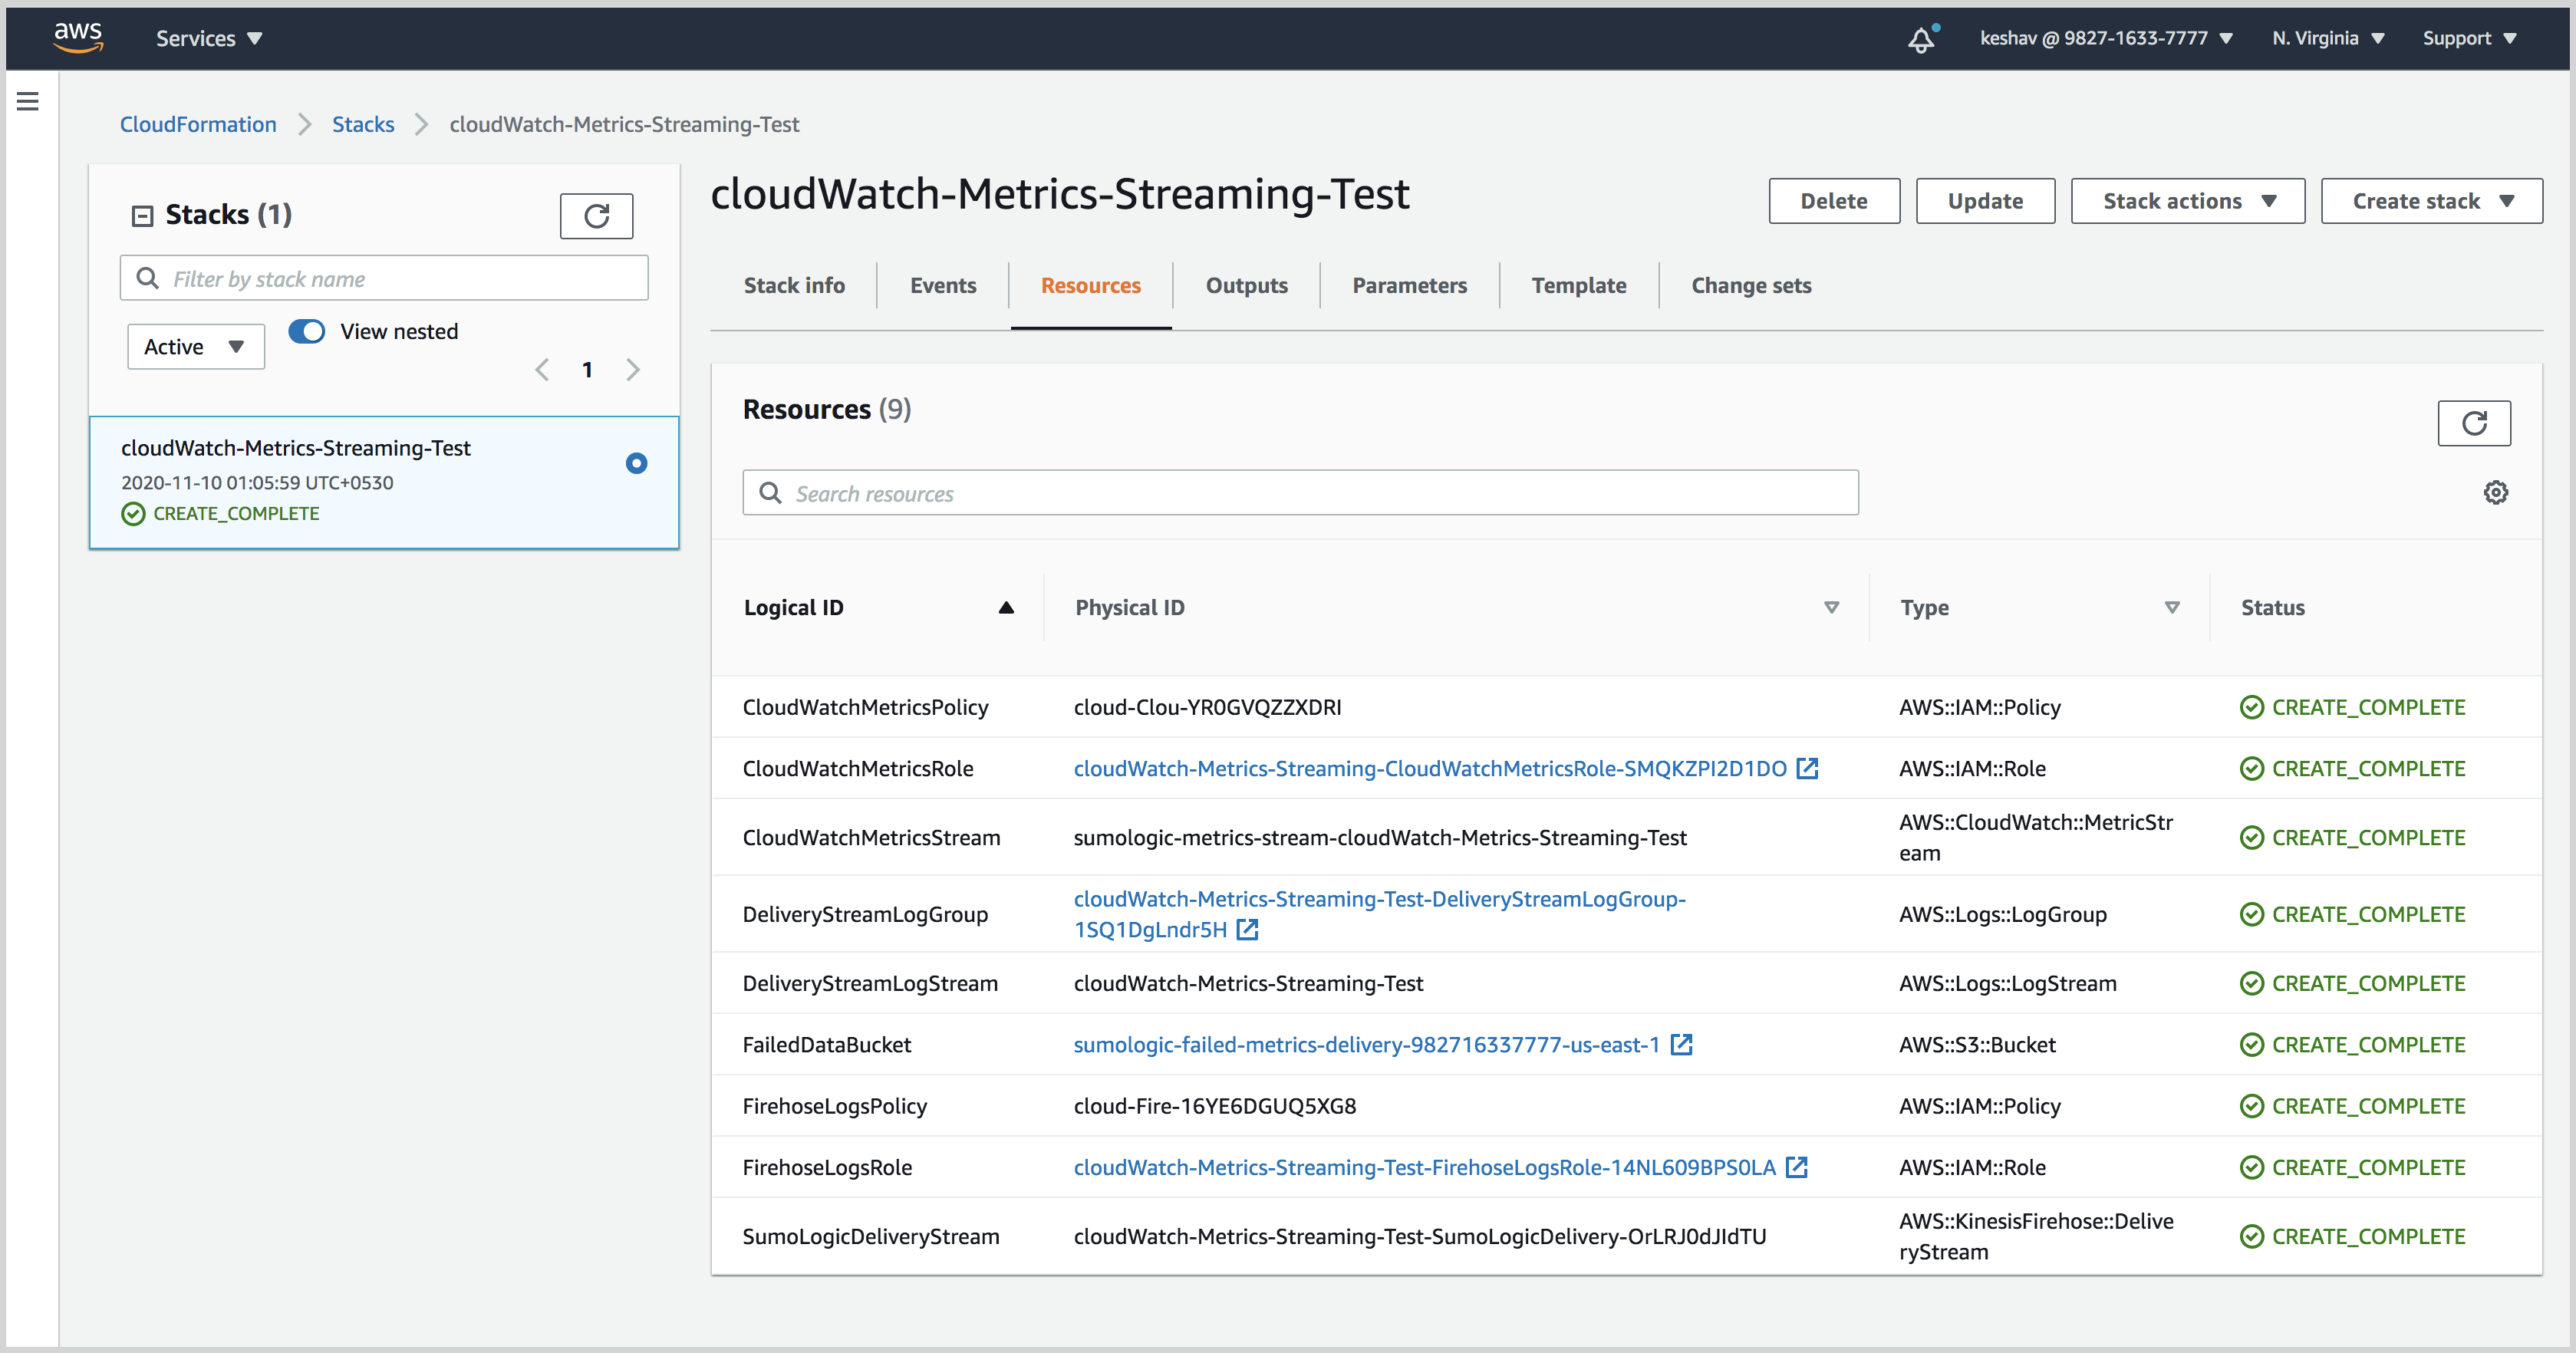 aws Services keshav @ 9827-1633-7777 N. Virginia Support
CloudFormation Stacks cloudWatch-Metrics-Streaming-Test
Stacks (1)
Filter by stack name
Active View nested
1
cloudWatch-Metrics-Streaming-Test
2020-11-10 01:05:59 UTC+0530
CREATE_COMPLETE
cloudWatch-Metrics-Streaming-Test
Delete Update Stack actions Create stack
Stack info Events Resources Outputs Parameters Template Change sets
Resources (9)
Search resources
Logical ID Physical ID Type Status
CloudWatchMetricsPolicy cloud-Clou-YR0GVQZZXDRI AWS::IAM::Policy CREATE_COMPLETE
CloudWatchMetricsRole cloudWatch-Metrics-Streaming-CloudWatchMetricsRole-SMQKZPI2D1DO AWS::IAM::Role CREATE_COMPLETE
CloudWatchMetricsStream sumologic-metrics-stream-cloudWatch-Metrics-Streaming-Test AWS::CloudWatch::MetricStr
eam CREATE_COMPLETE
DeliveryStreamLogGroup cloudWatch-Metrics-Streaming-Test-DeliveryStreamLogGroup-
1SQ1DgLndr5H AWS::Logs::LogGroup CREATE_COMPLETE
DeliveryStreamLogStream cloudWatch-Metrics-Streaming-Test AWS::Logs::LogStream CREATE_COMPLETE
FailedDataBucket sumologic-failed-metrics-delivery-982716337777-us-east-1 AWS::S3::Bucket CREATE_COMPLETE
FirehoseLogsPolicy cloud-Fire-16YE6DGUQ5XG8 AWS::IAM::Policy CREATE_COMPLETE
FirehoseLogsRole cloudWatch-Metrics-Streaming-Test-FirehoseLogsRole-14NL609BPS0LA AWS::IAM::Role CREATE_COMPLETE
SumoLogicDeliveryStream cloudWatch-Metrics-Streaming-Test-SumoLogicDelivery-OrLRJ0dJIdTU AWS::KinesisFirehose::Delive
ryStream CREATE_COMPLETE